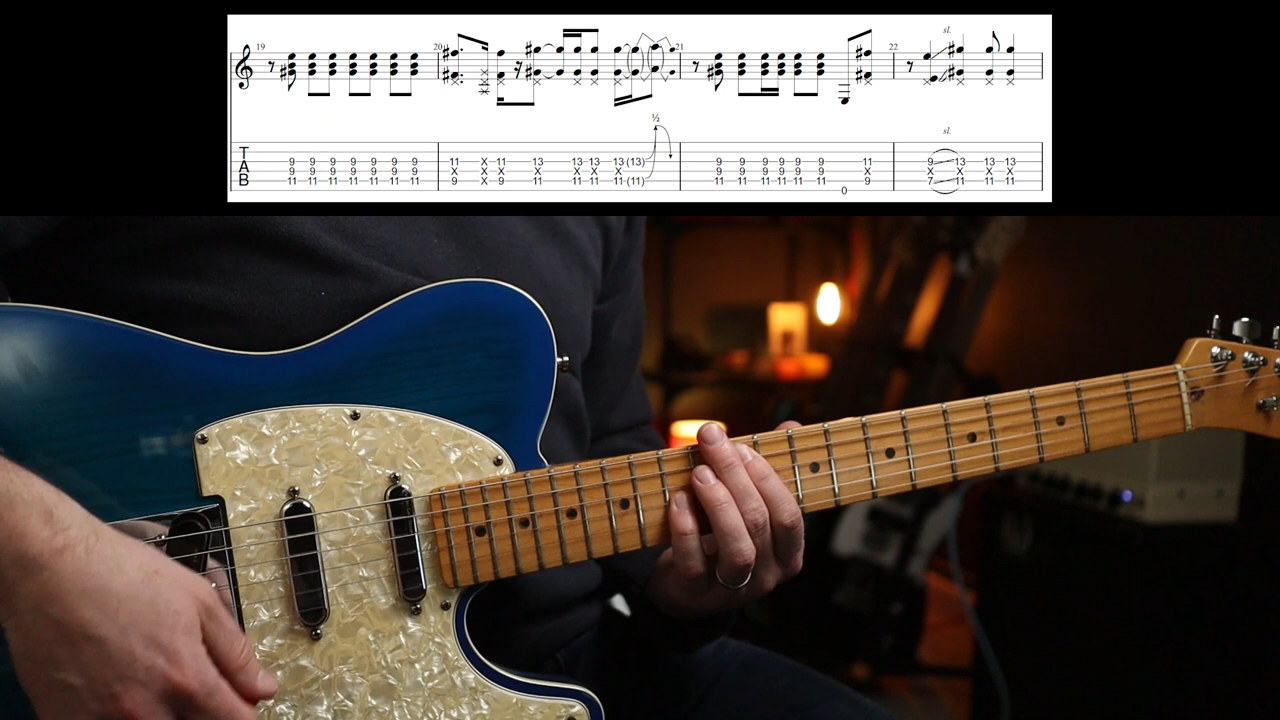 sl.
19 20 21 22
½ sl.
T
9 9 9 9 9 9 9 11 X 11 13 13 13 13 (13) 9 9 9 9 9 9 11 9 13 13 13
A 9 9 9 9 9 9 9 X X X X X X X 9 9 9 9 9 9 X X X X X
B 11 11 11 11 11 11 11 9 X 9 11 11 11 11 (11) 11 11 11 11 11 11 9 7 11 11 11
0